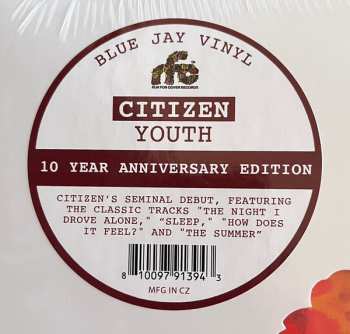 BLUE JAY VINYL
rfc
RUN FOR COVER RECORDS
CITIZEN
YOUTH
10 YEAR ANNIVERSARY EDITION
CITIZEN'S SEMINAL DEBUT, FEATURING
THE CLASSIC TRACKS "THE NIGHT I
DROVE ALONE," "SLEEP," "HOW DOES
IT FEEL?" AND "THE SUMMER"
8 10097 91394 3
MFG IN CZ